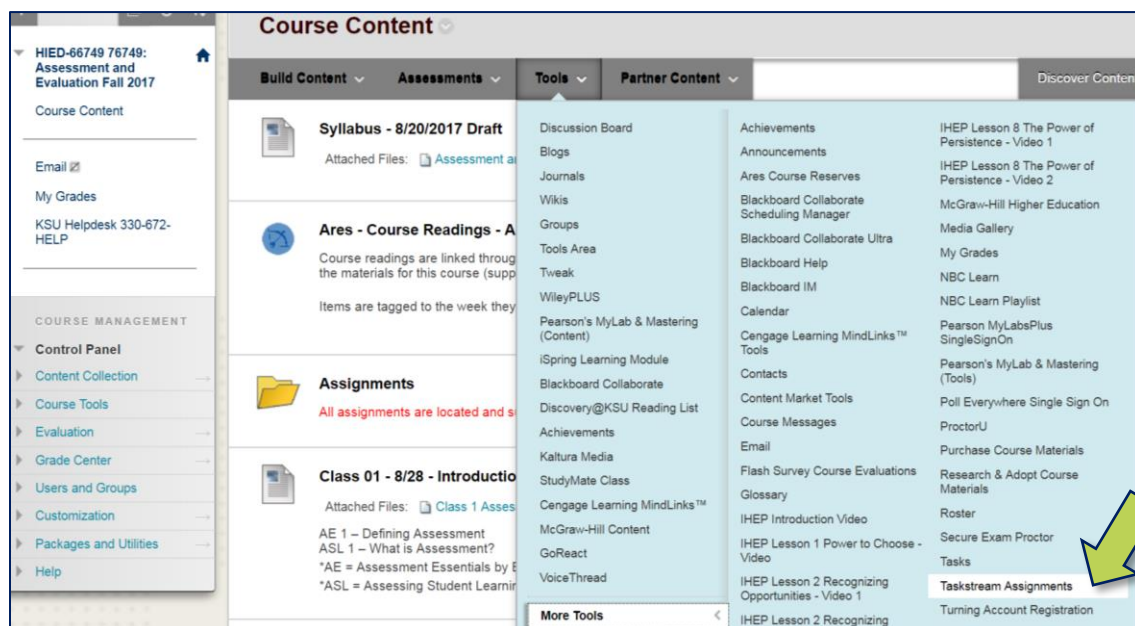 HIED-66749 76749:
Assessment and
Evaluation Fall 2017
Course Content
Email
My Grades
KSU Helpdesk 330-672-
HELP
COURSE MANAGEMENT
Control Panel
Content Collection
Course Tools
Evaluation
Grade Center
Users and Groups
Customization
Packages and Utilities
Help
Course Content
Build Content
Assessments
Tools
Partner Content
Discover Conten
Syllabus - 8/20/2017 Draft
Attached Files: Assessment a
Ares - Course Readings - A
Course readings are linked throug
the materials for this course (supp
Items are tagged to the week they
Assignments
All assignments are located and s
Class 01 - 8/28 - Introductio
Attached Files: Class 1 Asses
AE 1 – Defining Assessment
ASL 1 – What is Assessment?
*AE = Assessment Essentials by
*ASL = Assessing Student Learnin
Discussion Board
Blogs
Journals
Wikis
Groups
Tools Area
Tweak
WileyPLUS
Pearson's MyLab & Mastering
(Content)
iSpring Learning Module
Blackboard Collaborate
Discovery@KSU Reading List
Achievements
Kaltura Media
StudyMate Class
Cengage Learning MindLinks™
McGraw-Hill Content
GoReact
VoiceThread
More Tools
Achievements
Announcements
Ares Course Reserves
Blackboard Collaborate
Scheduling Manager
Blackboard Collaborate Ultra
Blackboard Help
Blackboard IM
Calendar
Cengage Learning MindLinks™
Tools
Contacts
Content Market Tools
Course Messages
Email
Flash Survey Course Evaluations
Glossary
IHEP Introduction Video
IHEP Lesson 1 Power to Choose -
Video
IHEP Lesson 2 Recognizing
Opportunities - Video 1
IHEP Lesson 2 Recognizing
IHEP Lesson 8 The Power of
Persistence - Video 1
IHEP Lesson 8 The Power of
Persistence - Video 2
McGraw-Hill Higher Education
Media Gallery
My Grades
NBC Learn
NBC Learn Playlist
Pearson MyLabsPlus
SingleSignOn
Pearson's MyLab & Mastering
(Tools)
Poll Everywhere Single Sign On
ProctorU
Purchase Course Materials
Research & Adopt Course
Materials
Roster
Secure Exam Proctor
Tasks
Taskstream Assignments
Turning Account Registration